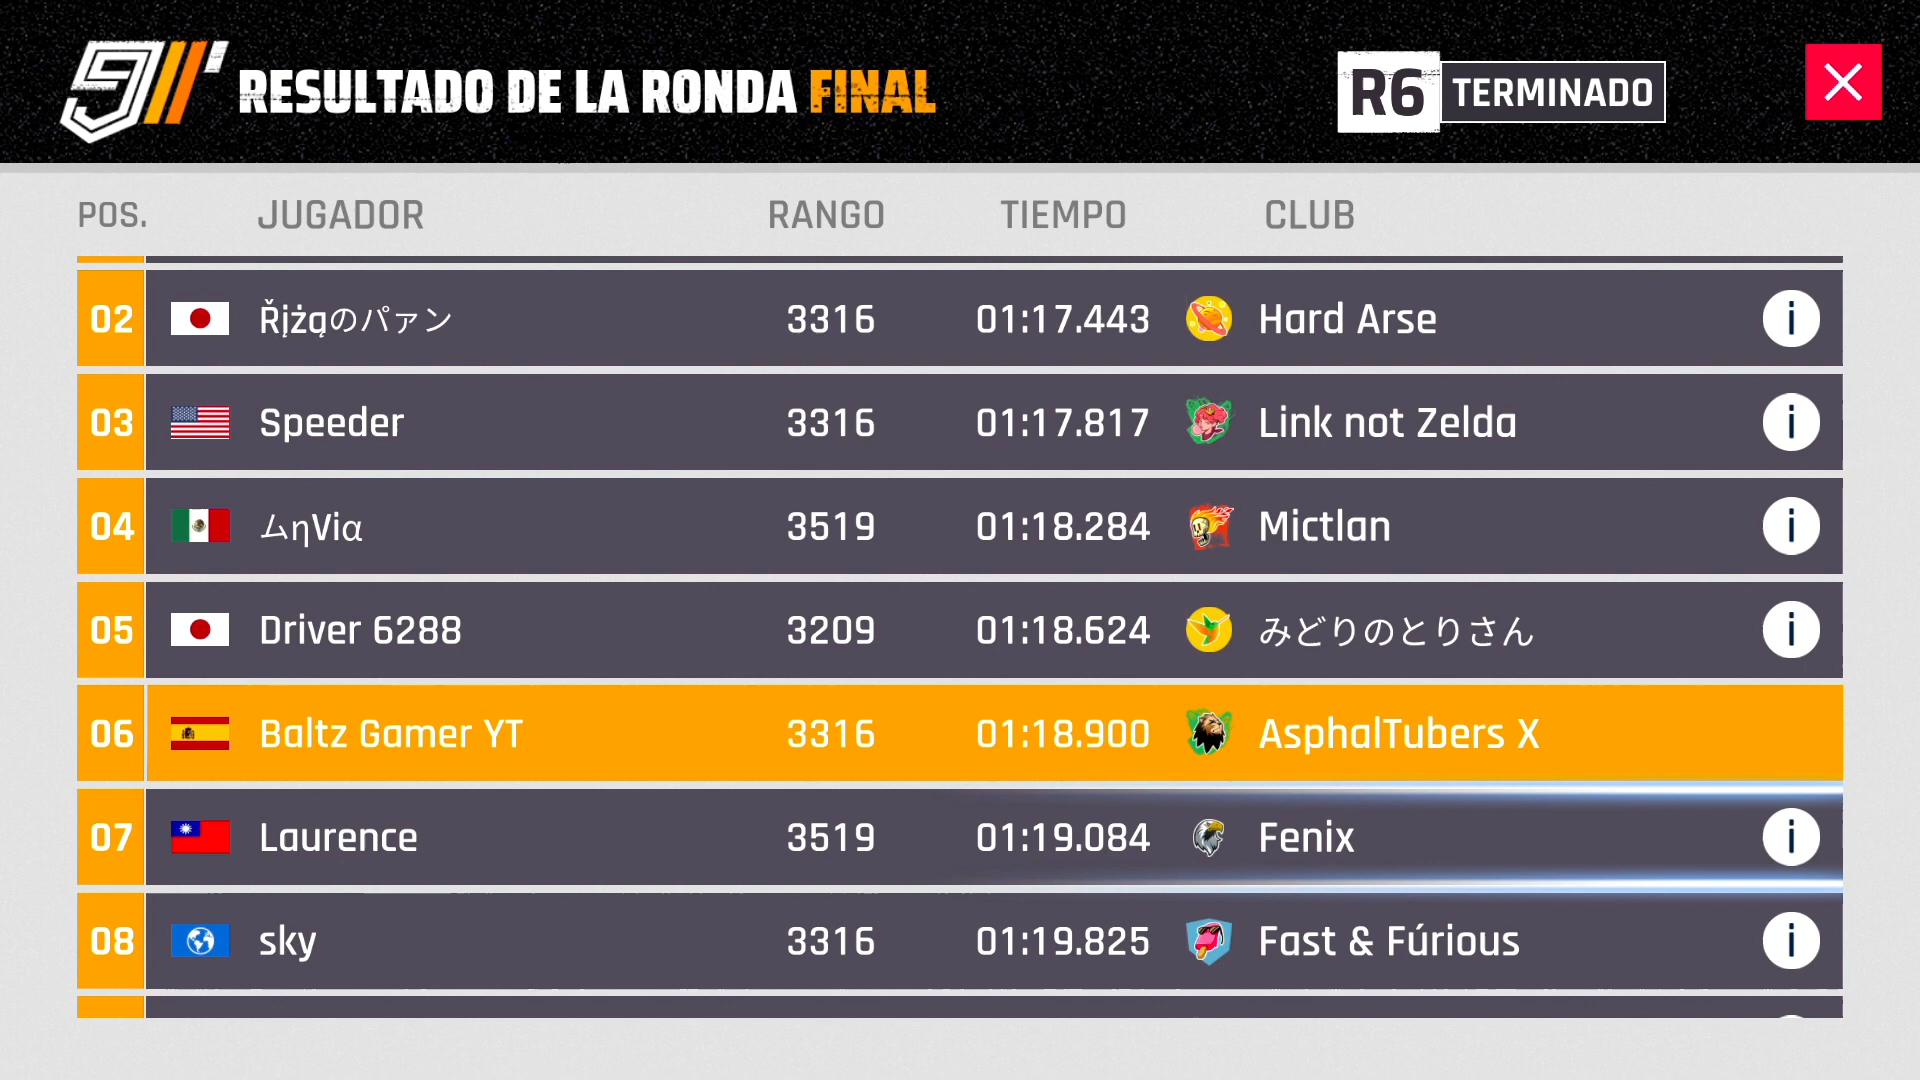 9
RESULTADO DE LA RONDA FINAL
R6 TERMINADO
POS. JUGADOR RANGO TIEMPO CLUB
02 Řįżąのパァン 3316 01:17.443 Hard Arse i
03 Speeder 3316 01:17.817 Link not Zelda i
04 ムηViα 3519 01:18.284 Mictlan i
05 Driver 6288 3209 01:18.624 みどりのとりさん i
06 Baltz Gamer YT 3316 01:18.900 AsphalTubers X
07 Laurence 3519 01:19.084 Fenix i
08 sky 3316 01:19.825 Fast & Fúrious i